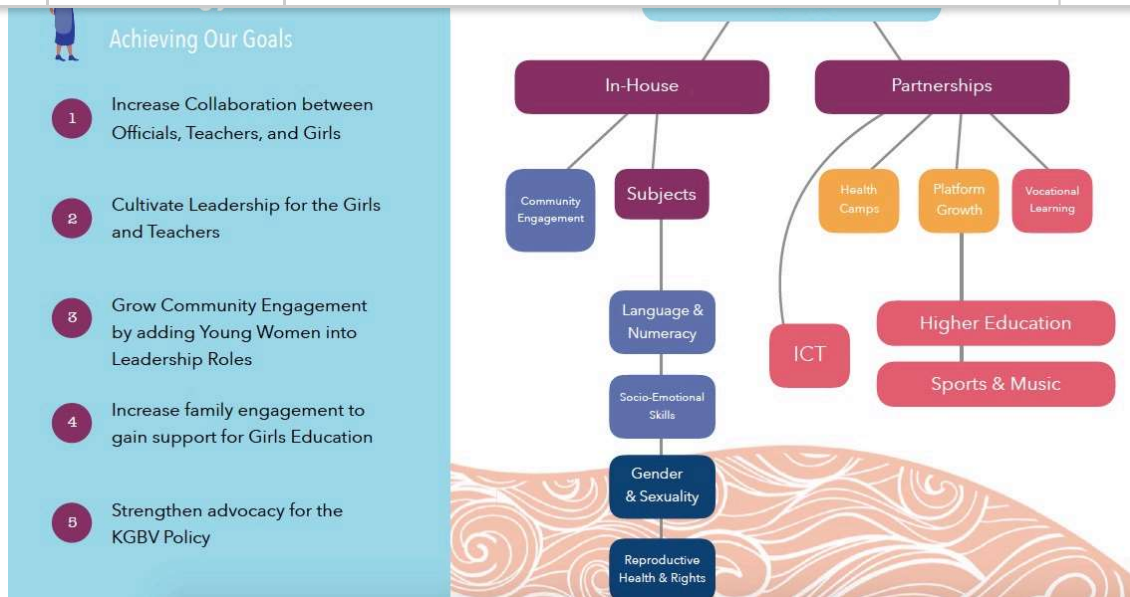 Achieving Our Goals
1
Increase Collaboration between
Officials, Teachers, and Girls
2
Cultivate Leadership for the Girls
and Teachers
3
Grow Community Engagement
by adding Young Women into
Leadership Roles
4
Increase family engagement to
gain support for Girls Education
5
Strengthen advocacy for the
KGBV Policy
In-House
Partnerships
Community
Engagement
Subjects
Health
Camps
Platform
Growth
Vocational
Learning
Language &
Numeracy
ICT
Higher Education
Sports & Music
Socio-Emotional
Skills
Gender
& Sexuality
Reproductive
Health & Rights